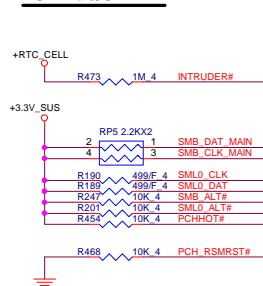 +RTC_CELL
R473 1M_4 INTRUDER#
+3.3V_SUS
RP5 2.2KX2
2 1 SMB_DAT_MAIN
4 3 SMB_CLK_MAIN
R190 499/F_4 SML0_CLK
R189 499/F_4 SML0_DAT
R247 10K_4 SMB_ALT#
R201 10K_4 SML0_ALT#
R454 10K_4 PCHHOT#
R468 10K_4 PCH_RSMRST#